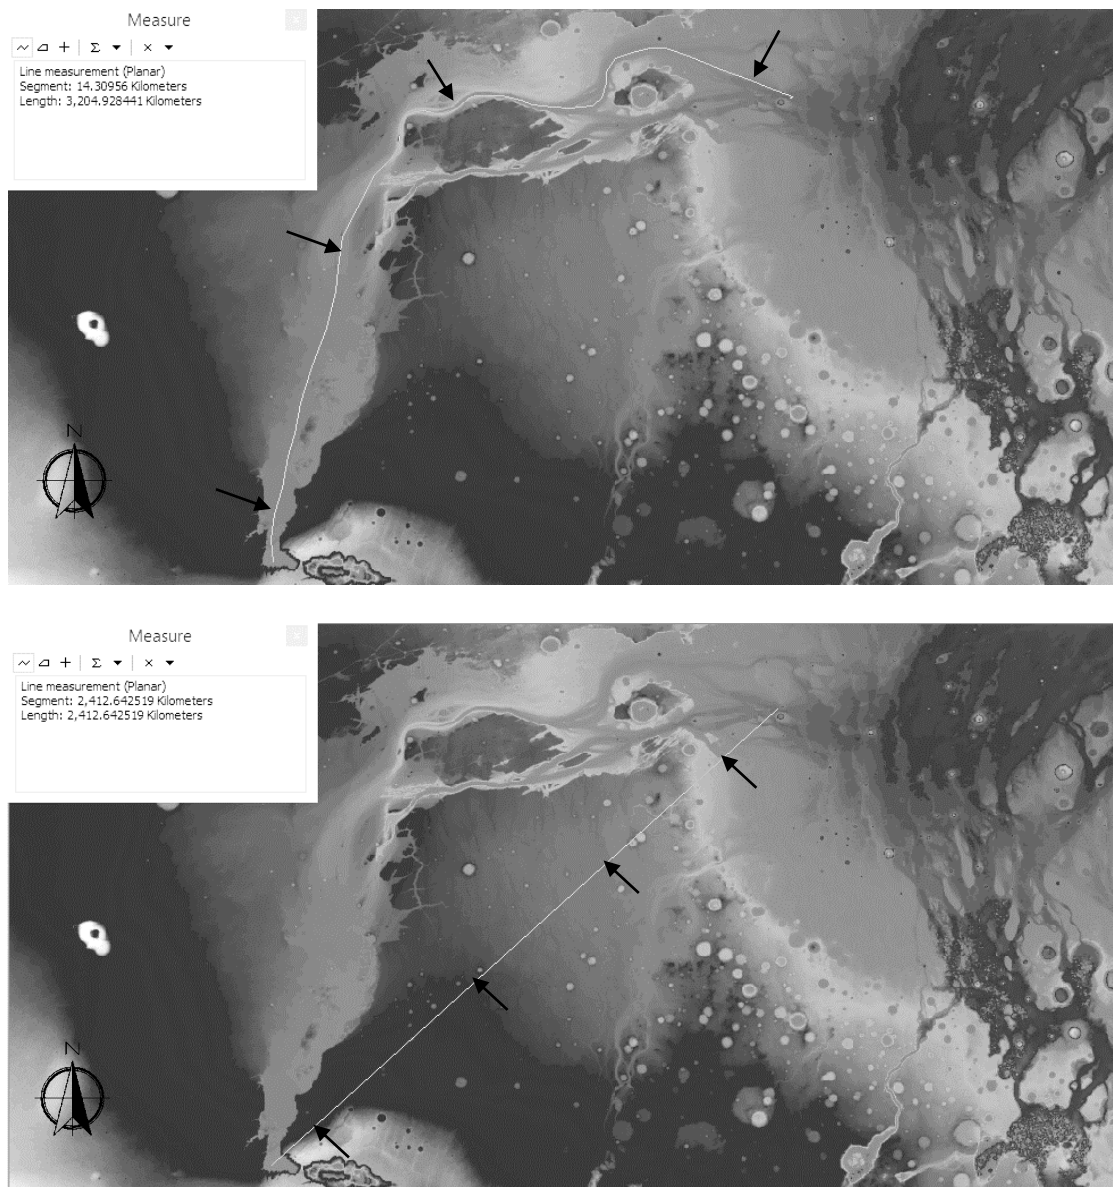 Measure
Line measurement (Planar)
Segment: 14.30956 Kilometers
Length: 3,204.928441 Kilometers
N
Measure
Line measurement (Planar)
Segment: 2,412.642519 Kilometers
Length: 2,412.642519 Kilometers
N